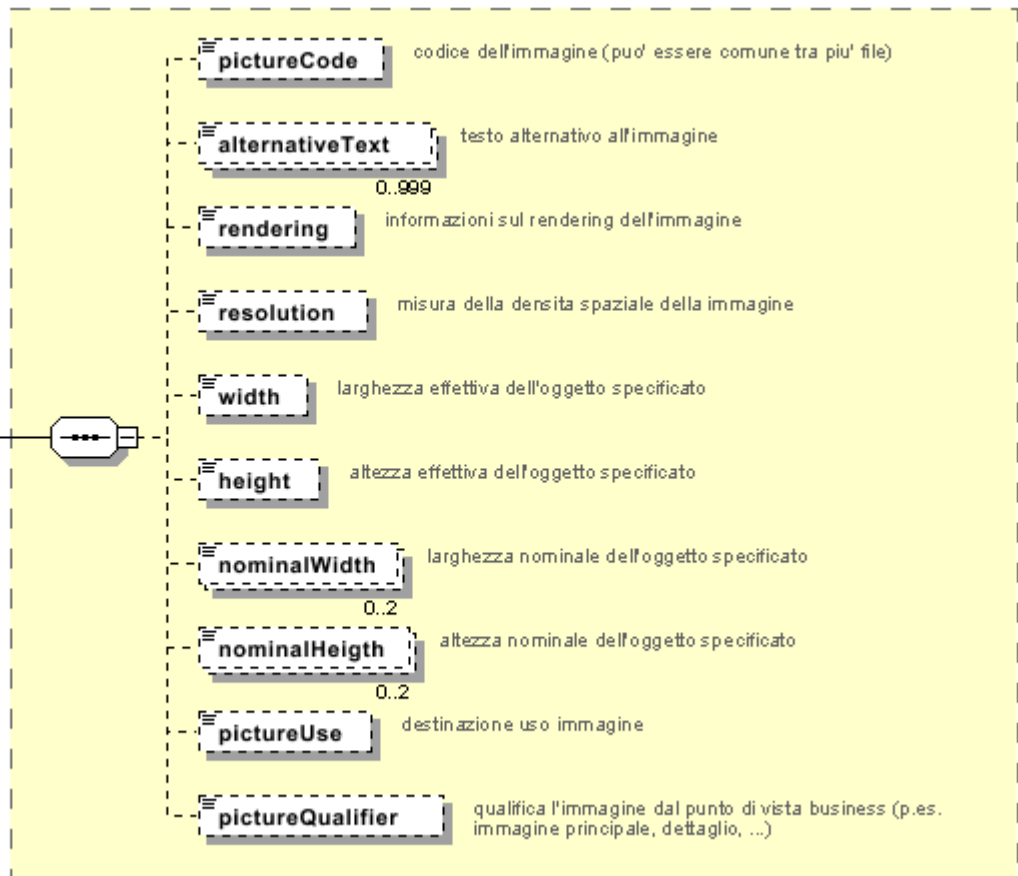 pictureCode
codice dell'immagine (puo' essere comune tra piu' file)
alternativeText
testo alternativo all'immagine
0..999
rendering
informazioni sul rendering dell'immagine
resolution
misura della densita spaziale della immagine
width
larghezza effettiva dell'oggetto specificato
height
altezza effettiva dell'oggetto specificato
nominalWidth
larghezza nominale dell'oggetto specificato
0..2
nominalHeigth
altezza nominale dell'oggetto specificato
0..2
pictureUse
destinazione uso immagine
pictureQualifier
qualifica l'immagine dal punto di vista business (p.es.
immagine principale, dettaglio, ...)